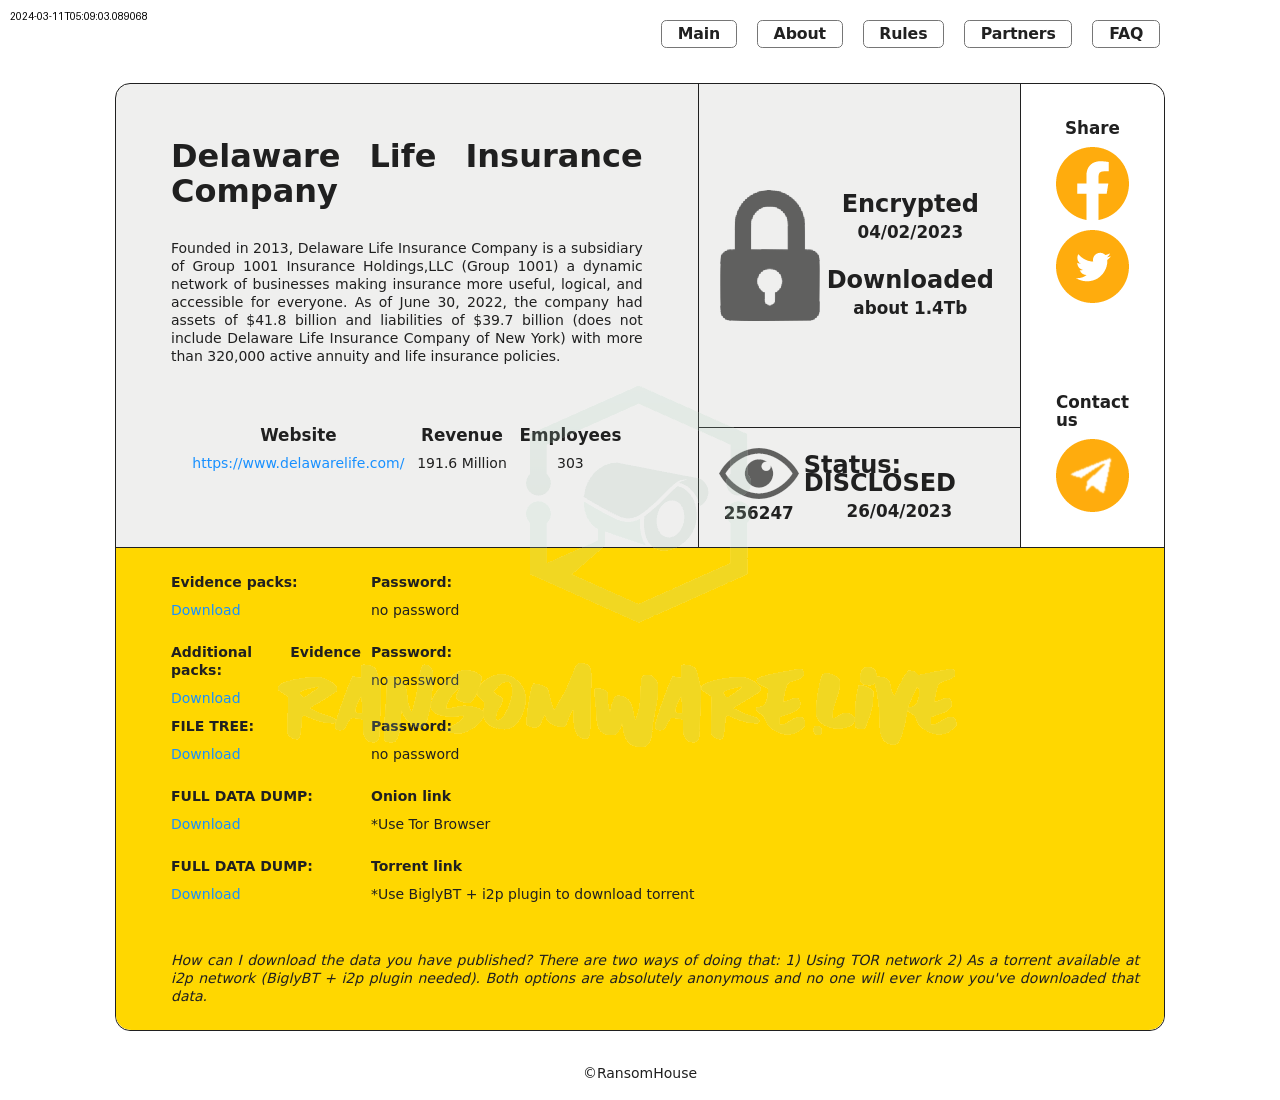 2024-03-11T05:09:03.089068
Main About Rules Partners FAQ
Delaware Life Insurance
Company
Founded in 2013, Delaware Life Insurance Company is a subsidiary
of Group 1001 Insurance Holdings,LLC (Group 1001) a dynamic
network of businesses making insurance more useful, logical, and
accessible for everyone. As of June 30, 2022, the company had
assets of $41.8 billion and liabilities of $39.7 billion (does not
include Delaware Life Insurance Company of New York) with more
than 320,000 active annuity and life insurance policies.
Website Revenue Employees
https://www.delawarelife.com/ 191.6 Million 303
Encrypted
04/02/2023
Downloaded
about 1.4Tb
Status:
DISCLOSED
256247 26/04/2023
Share
Contact
us
Evidence packs: Password:
Download no password
Additional Evidence Password:
packs:
no password
Download
FILE TREE: Password:
Download no password
FULL DATA DUMP: Onion link
Download *Use Tor Browser
FULL DATA DUMP: Torrent link
Download *Use BiglyBT + i2p plugin to download torrent
How can I download the data you have published? There are two ways of doing that: 1) Using TOR network 2) As a torrent available at
i2p network (BiglyBT + i2p plugin needed). Both options are absolutely anonymous and no one will ever know you've downloaded that
data.
RANSOMWARE.LIVE
©RansomHouse